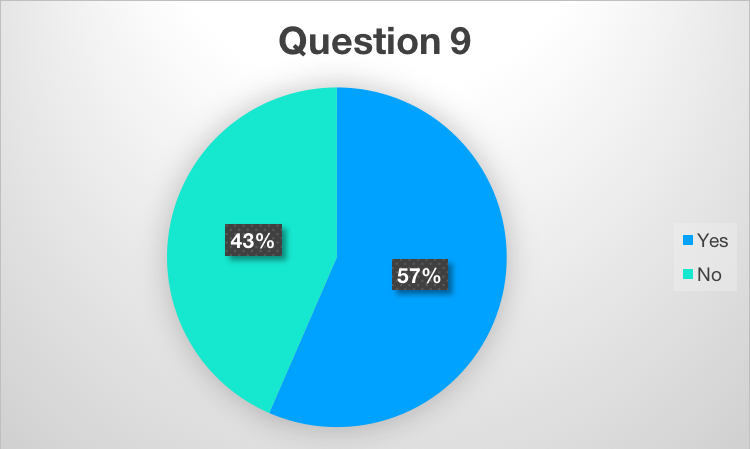 Question 9
43%
57%
Yes
No